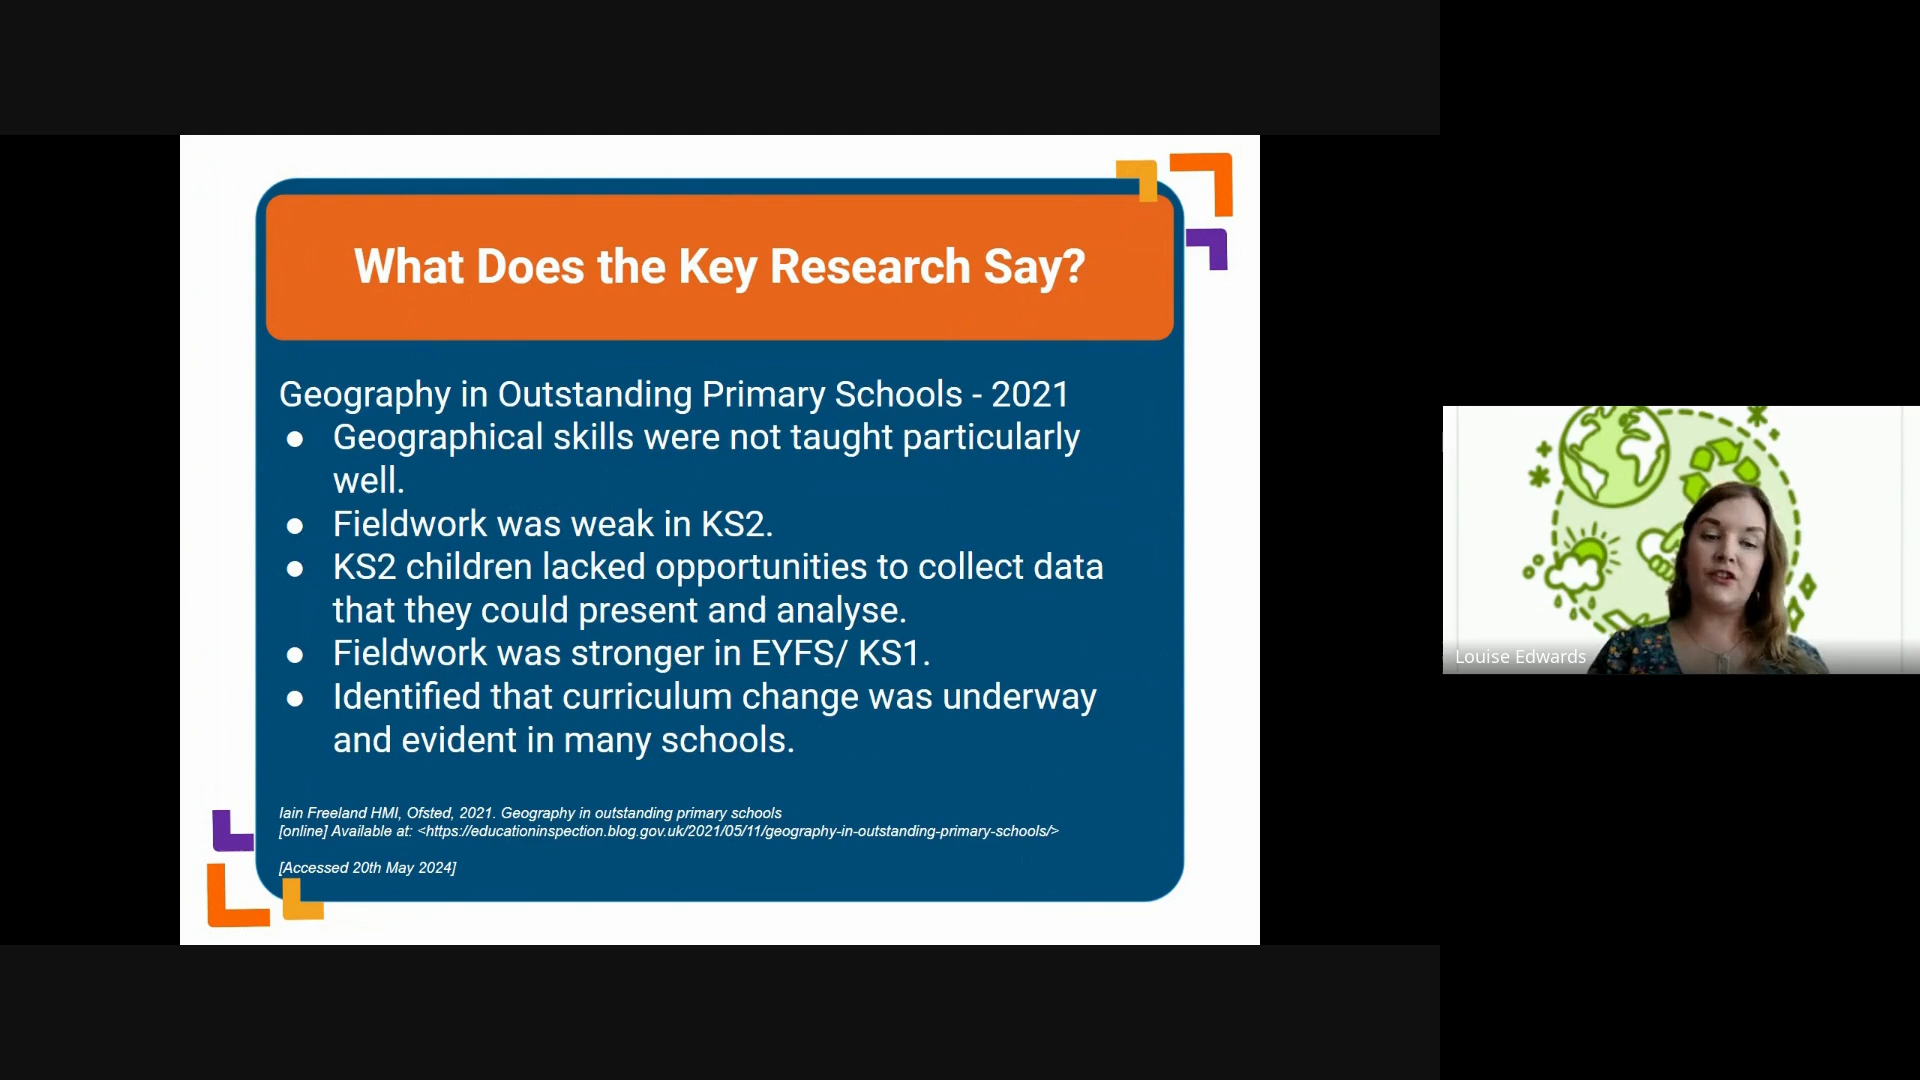 What Does the Key Research Say?
Geography in Outstanding Primary Schools - 2021
● Geographical skills were not taught particularly
well.
● Fieldwork was weak in KS2.
● KS2 children lacked opportunities to collect data
that they could present and analyse.
● Fieldwork was stronger in EYFS/ KS1.
● Identified that curriculum change was underway
and evident in many schools.
Iain Freeland HMI, Ofsted, 2021. Geography in outstanding primary schools
[online] Available at: <https://educationinspection.blog.gov.uk/2021/05/11/geography-in-outstanding-primary-schools/>
[Accessed 20th May 2024]
Louise Edwards